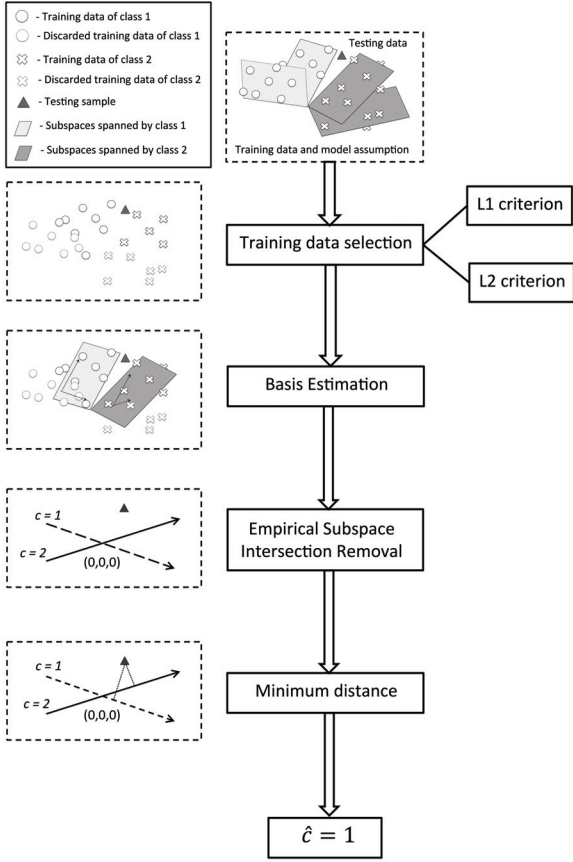 - Training data of class 1
- Discarded training data of class 1
- Training data of class 2
- Discarded training data of class 2
- Testing sample
- Subspaces spanned by class 1
- Subspaces spanned by class 2
Testing data
Training data and model assumption
Training data selection
L1 criterion
L2 criterion
Basis Estimation
c = 1
c = 2
(0,0,0)
Empirical Subspace
Intersection Removal
c = 1
c = 2
(0,0,0)
Minimum distance
ĉ = 1